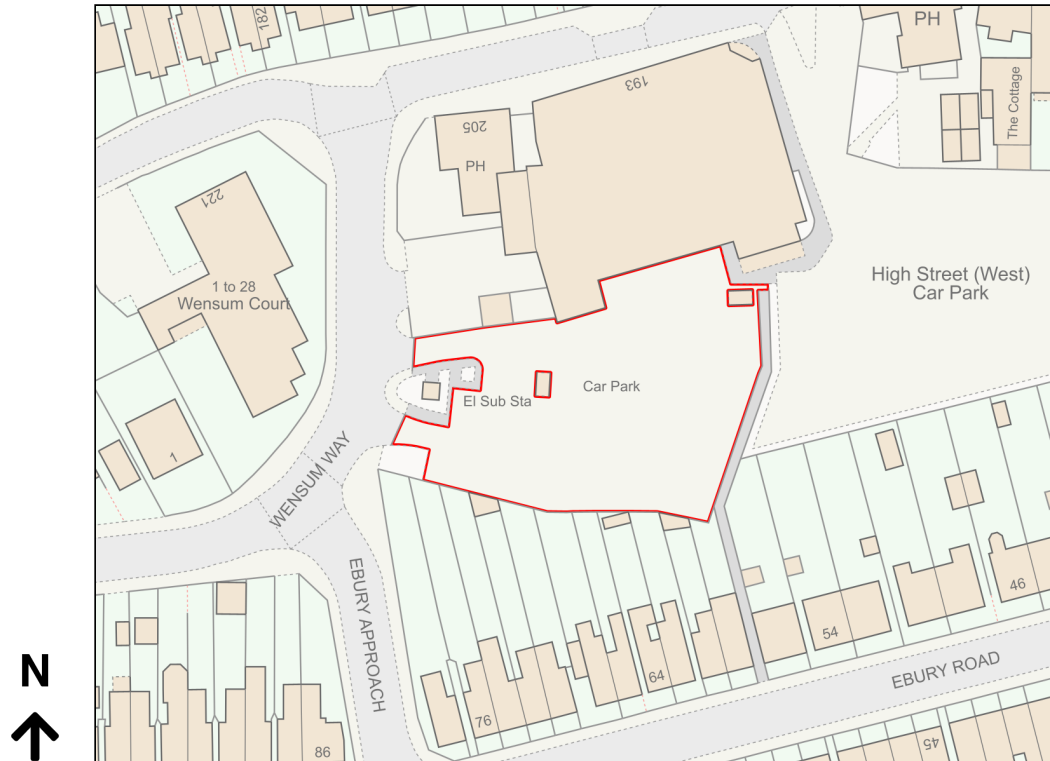 182
PH
193
The Cottage
205
PH
221
1 to 28
Wensum Court
High Street (West)
Car Park
El Sub Sta
Car Park
1
WENSUM WAY
EBURY APPROACH
46
54
64
EBURY ROAD
N
76
45
86